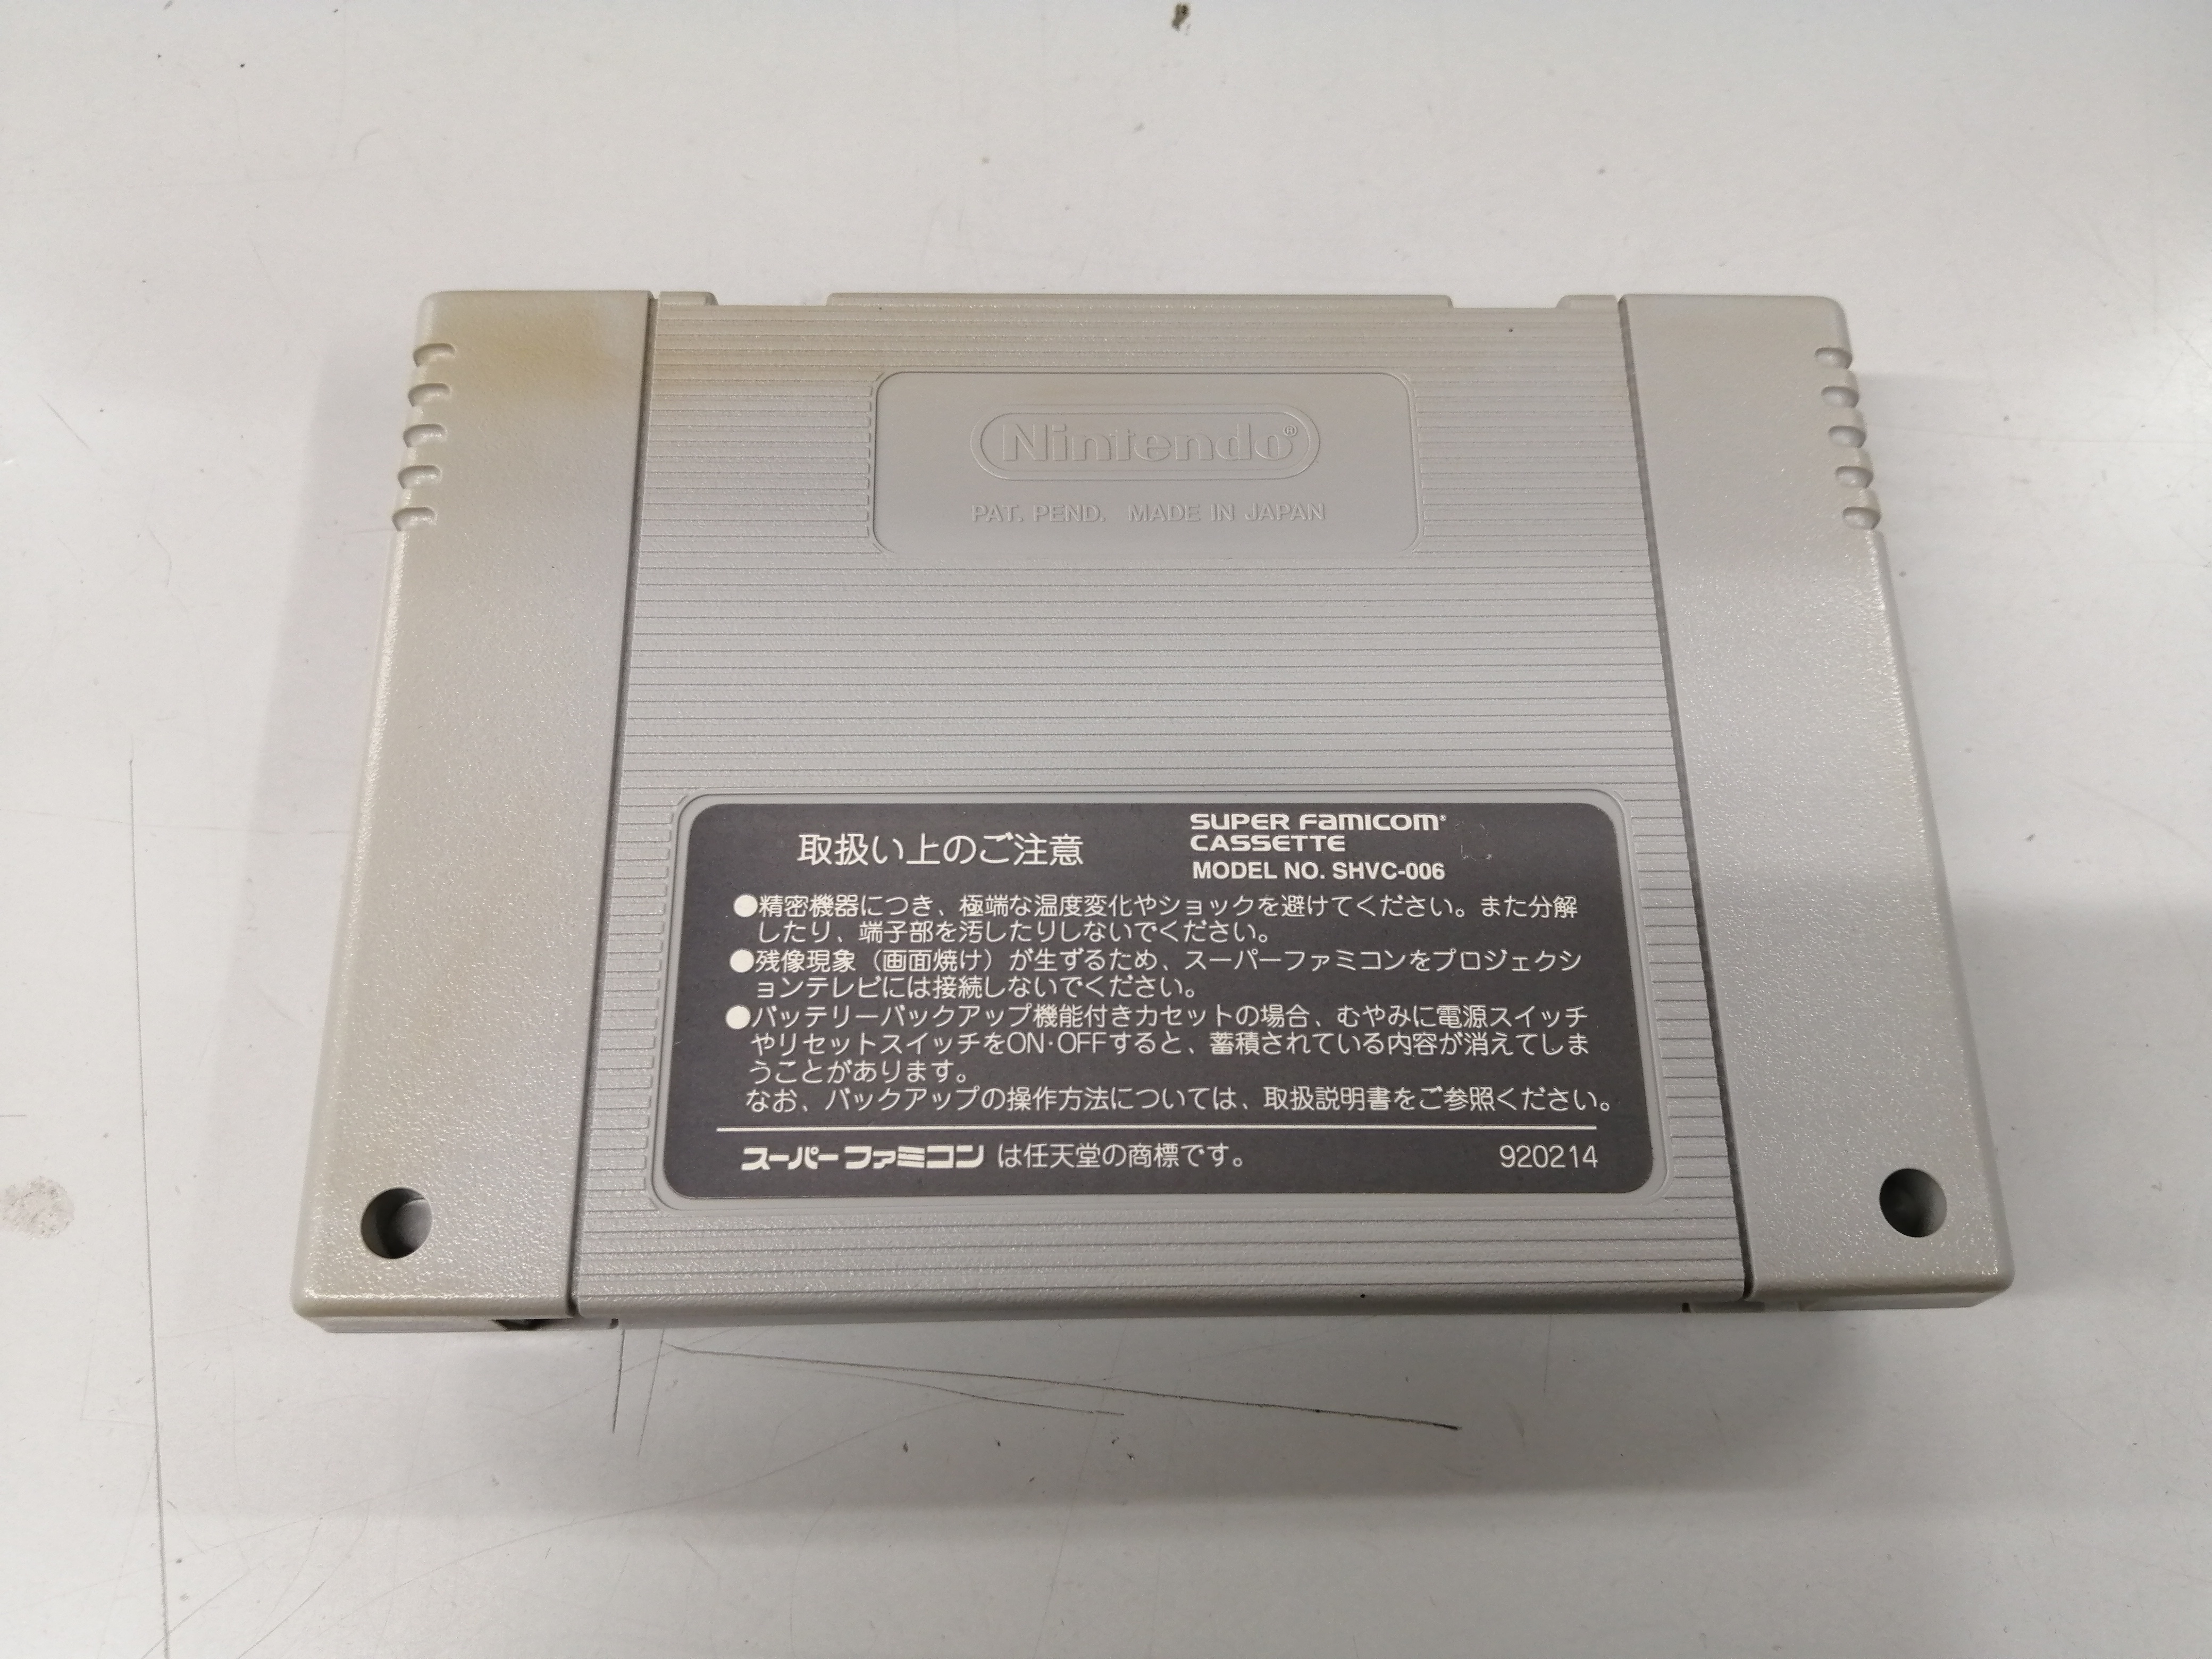 Nintendo®
PAT. PEND. MADE IN JAPAN
取扱い上のご注意
SUPER FAMICOM®
CASSETTE
MODEL NO. SHVC-006
●精密機器につき、極端な温度変化やショックを避けてください。また分解
したり、端子部を汚したりしないでください。
●残像現象（画面焼け）が生ずるため、スーパーファミコンをプロジェクシ
ョンテレビには接続しないでください。
●バッテリーバックアップ機能付きカセットの場合、むやみに電源スイッチ
やリセットスイッチをON·OFFすると、蓄積されている内容が消えてしま
うことがあります。
なお、バックアップの操作方法については、取扱説明書をご参照ください。
スーパーファミコン は任天堂の商標です。 920214